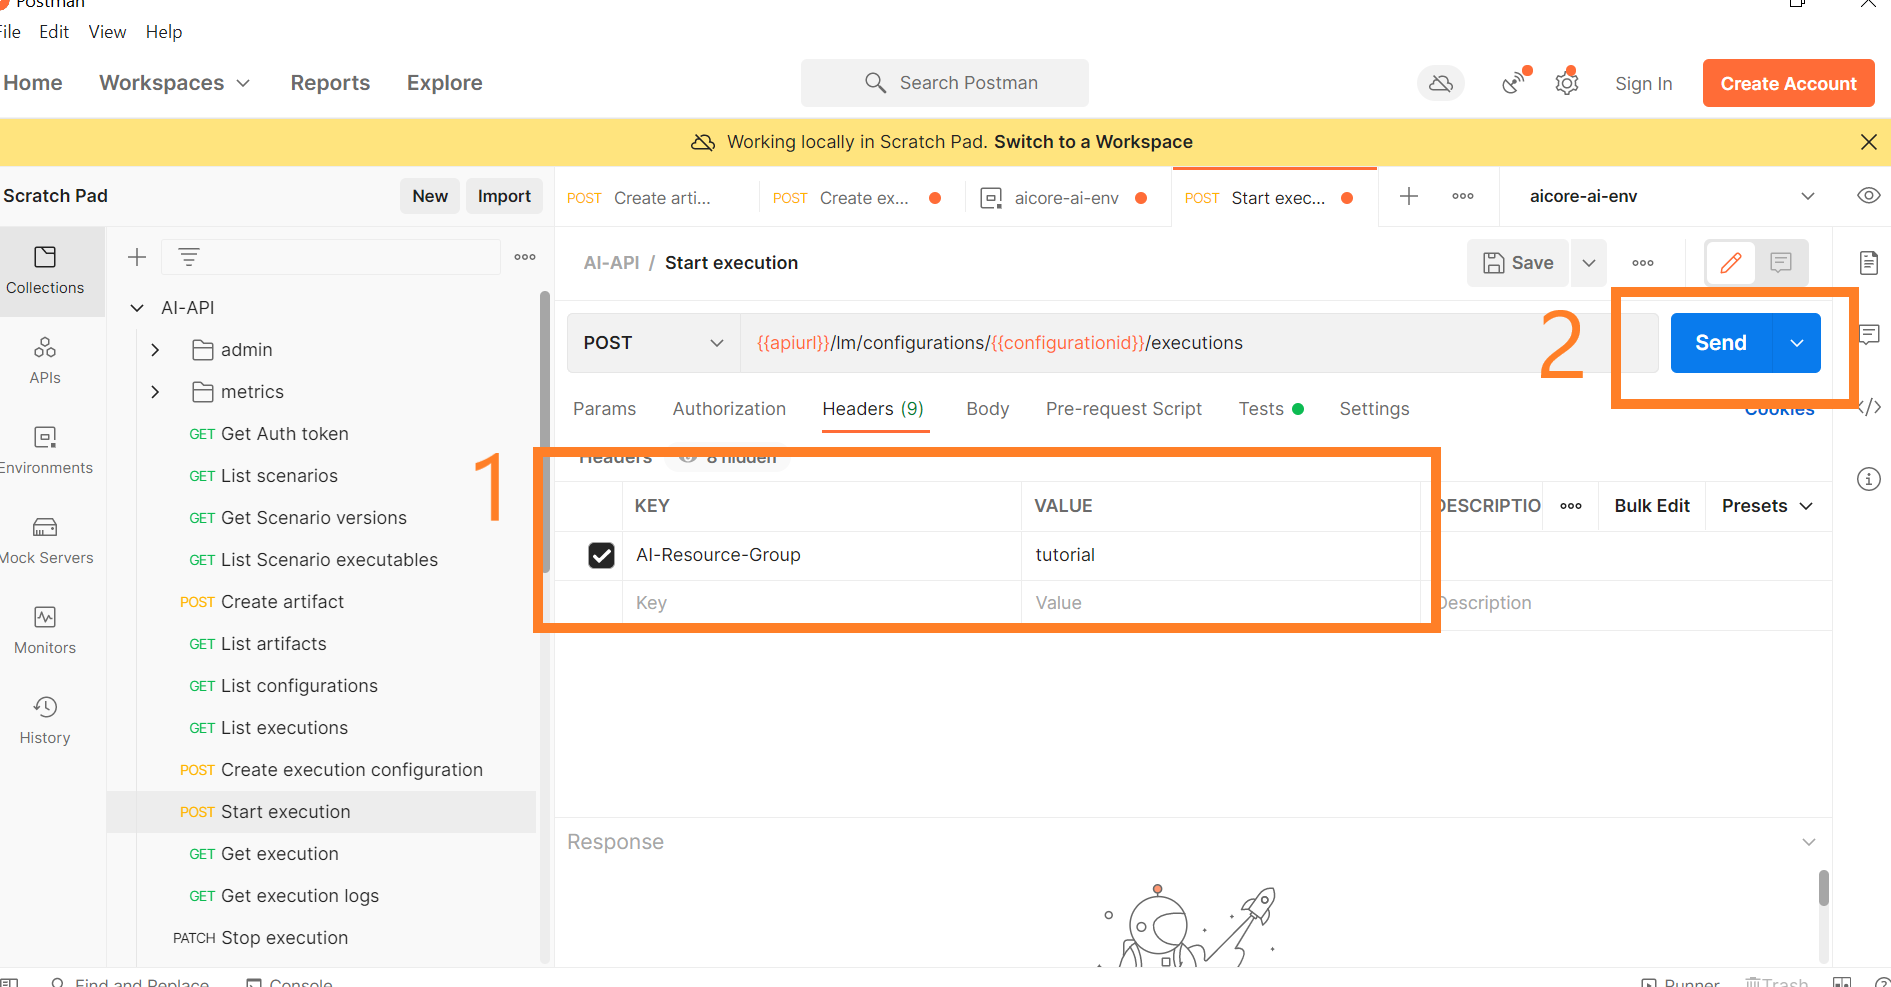 Postman
File Edit View Help
Home Workspaces Reports Explore
Search Postman
Sign In
Create Account
Working locally in Scratch Pad. Switch to a Workspace
Scratch Pad
New
Import
POST Create arti...
POST Create ex...
aicore-ai-env
POST Start exec...
aicore-ai-env
Collections
APIs
Environments
Mock Servers
Monitors
History
AI-API
admin
metrics
GET Get Auth token
GET List scenarios
GET Get Scenario versions
GET List Scenario executables
POST Create artifact
GET List artifacts
GET List configurations
GET List executions
POST Create execution configuration
POST Start execution
GET Get execution
GET Get execution logs
PATCH Stop execution
AI-API / Start execution
Save
POST
{{apiurl}}/lm/configurations/{{configurationid}}/executions
2
Send
Params Authorization Headers (9) Body Pre-request Script Tests Settings
Cookies
1
Headers 8 hidden
KEY VALUE DESCRIPTIO
Bulk Edit Presets
AI-Resource-Group tutorial
Key Value Description
Response
Find and Replace Console
Runner Trash